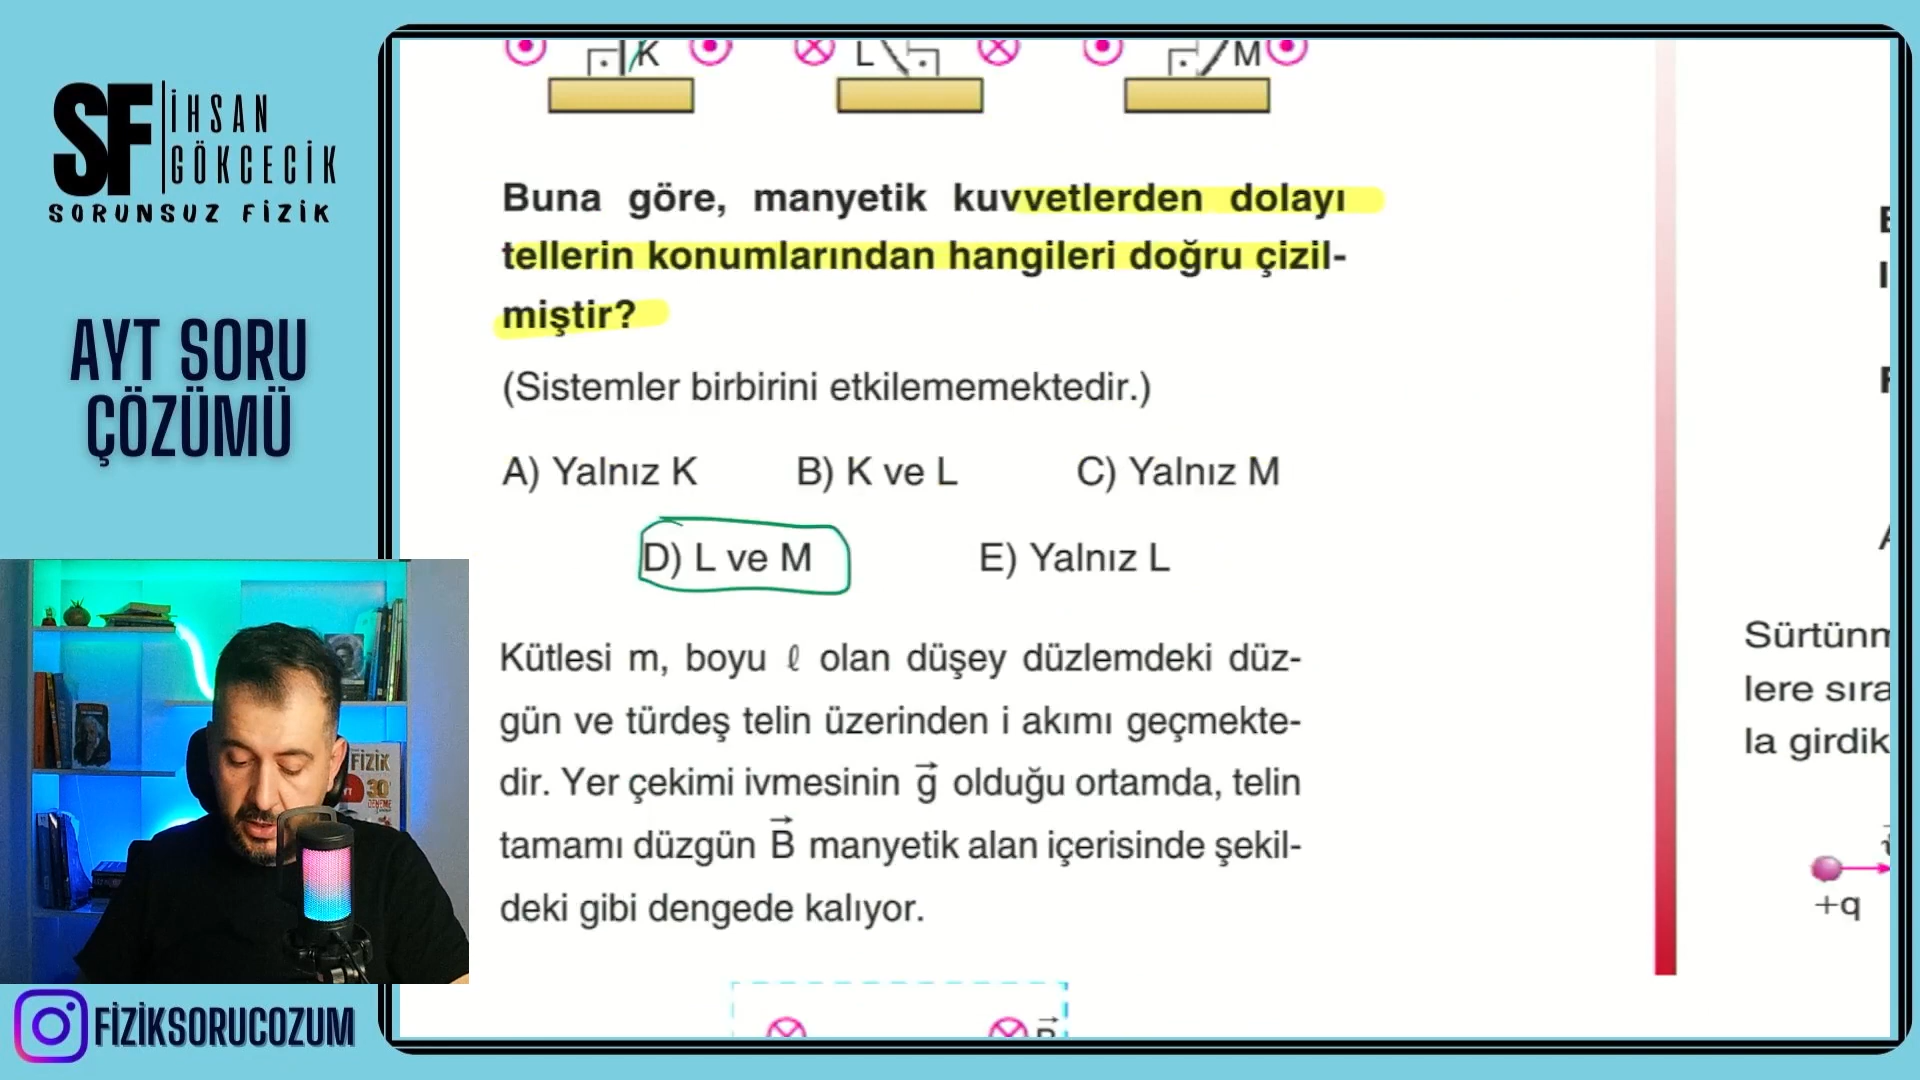 SF İHSAN GÖKCECİK
SORUNSUZ FİZİK
AYT SORU
ÇÖZÜMÜ
FİZİK
30
DENEME
FİZİKSORUCOZUM
K
L
M
Buna göre, manyetik kuvvetlerden dolayı
tellerin konumlarından hangileri doğru çizil-
miştir?
(Sistemler birbirini etkilememektedir.)
A) Yalnız K B) K ve L C) Yalnız M
D) L ve M E) Yalnız L
Kütlesi m, boyu ℓ olan düşey düzlemdeki düz-
gün ve türdeş telin üzerinden i akımı geçmekte-
dir. Yer çekimi ivmesinin g⃗ olduğu ortamda, telin
tamamı düzgün B⃗ manyetik alan içerisinde şekil-
deki gibi dengede kalıyor.
Sürtünm
lere sıra
la girdik
+q